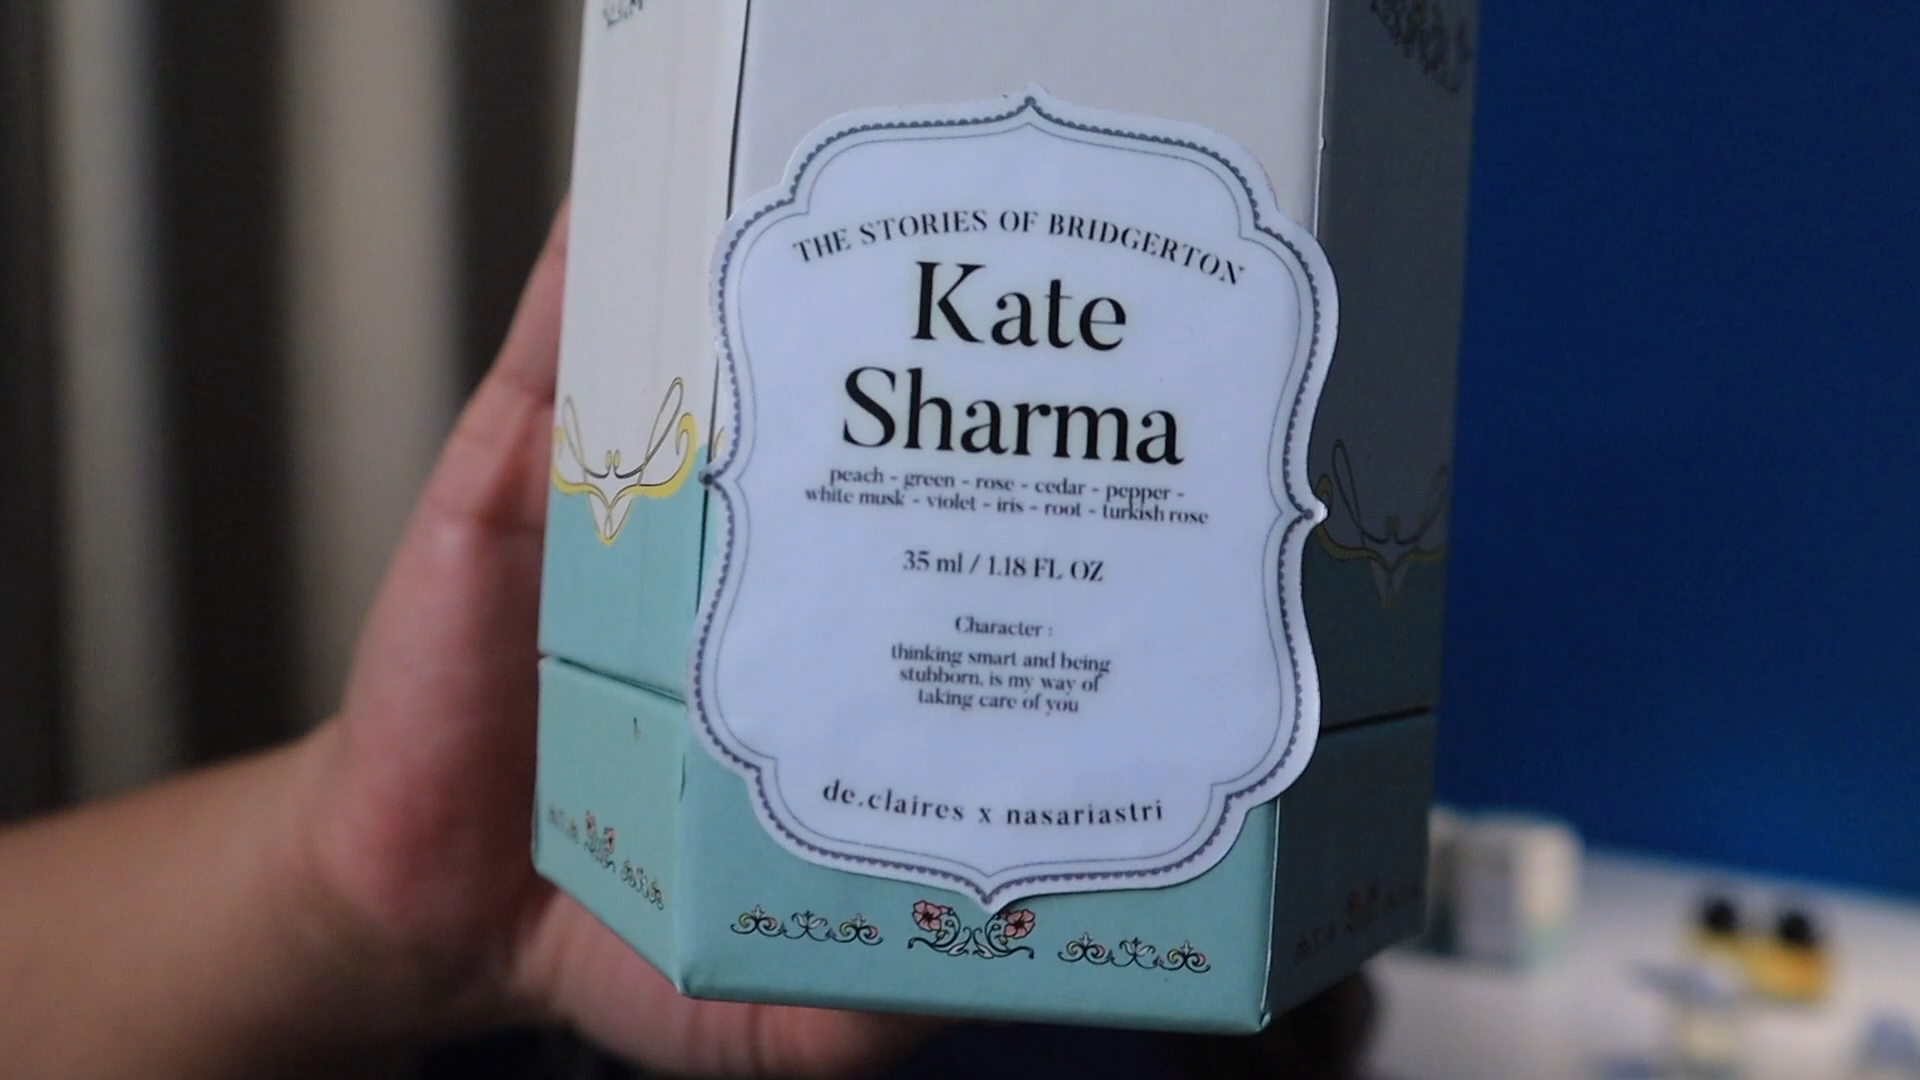 THE STORIES OF BRIDGERTON
Kate
Sharma
peach - green - rose - cedar - pepper -
white musk - violet - iris - root - turkish rose
35 ml / 1.18 FL OZ
Character :
thinking smart and being
stubborn, is my way of
taking care of you
de.claires x nasariastri